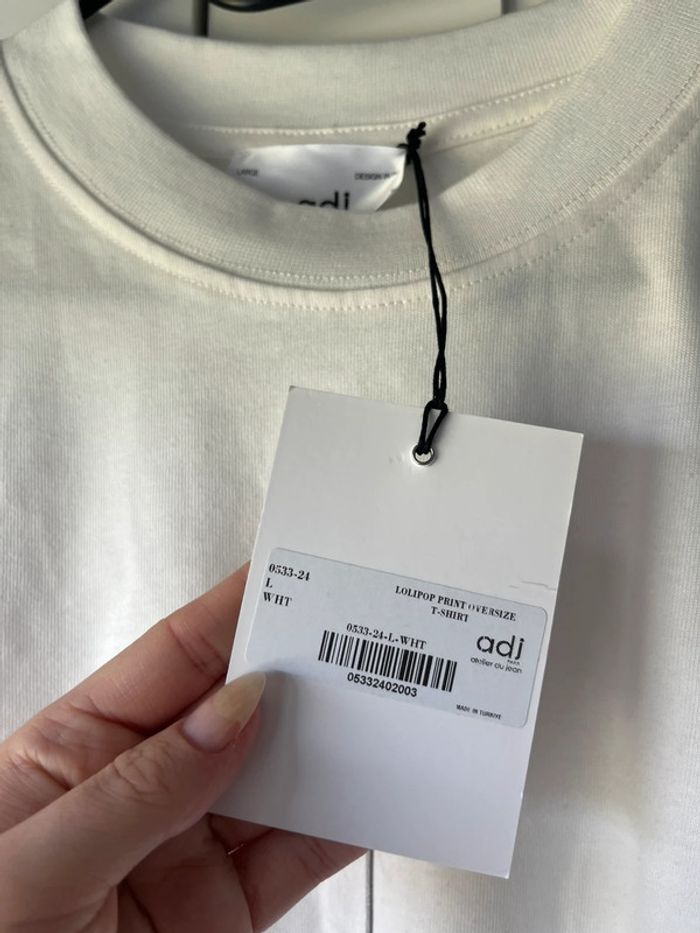 LARGE
DESIGN
adj
0533-24
L
WHT
LOLIPOP PRINT OVERSIZE
T-SHIRT
0533-24-L-WHT
05332402003
adj
paris
atelier du jean
MADE IN TURKIYE